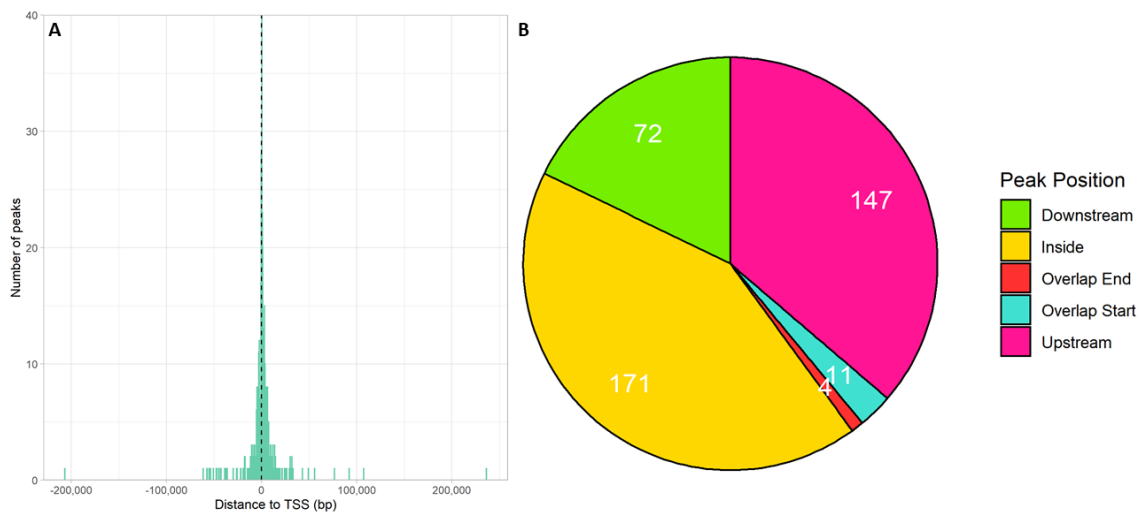 A
40
30
20
10
0
Number of peaks
-200,000
-100,000
0
100,000
200,000
Distance to TSS (bp)
B
72
147
171
11
4
Peak Position
Downstream
Inside
Overlap End
Overlap Start
Upstream